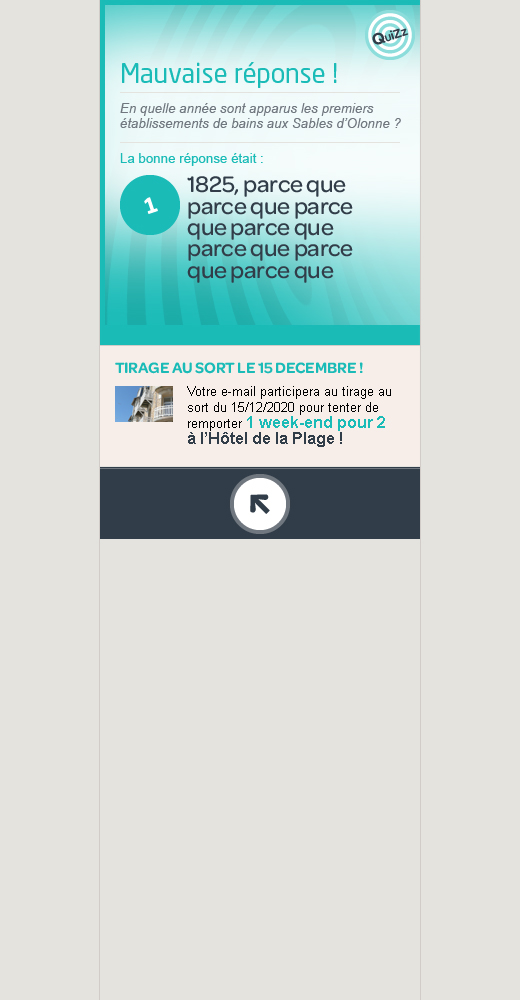 QuiZz
Mauvaise réponse !
En quelle année sont apparus les premiers
établissements de bains aux Sables d'Olonne ?
La bonne réponse était :
1
1825, parce que
parce que parce
que parce que
parce que parce
que parce que
TIRAGE AU SORT LE 15 DECEMBRE !
Votre e-mail participera au tirage au
sort du 15/12/2020 pour tenter de
remporter 1 week-end pour 2
à l'Hôtel de la Plage !